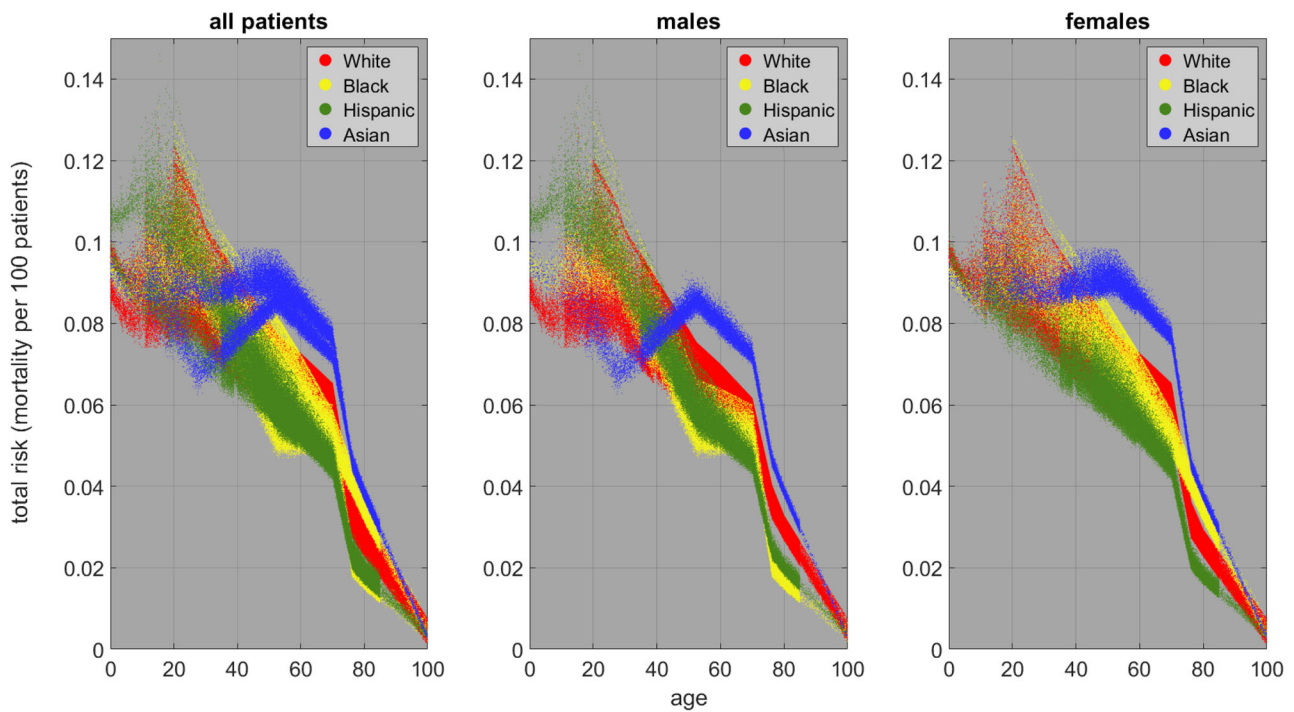 all patients
males
females
White
Black
Hispanic
Asian
White
Black
Hispanic
Asian
White
Black
Hispanic
Asian
total risk (mortality per 100 patients)
0.14
0.12
0.1
0.08
0.06
0.04
0.02
0
0.14
0.12
0.1
0.08
0.06
0.04
0.02
0
0.14
0.12
0.1
0.08
0.06
0.04
0.02
0
0 20 40 60 80 100
0 20 40 60 80 100
0 20 40 60 80 100
age